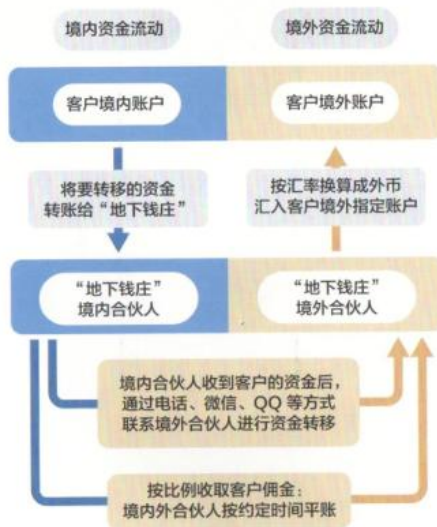 境内资金流动
境外资金流动
客户境内账户
客户境外账户
将要转移的资金
转账给“地下钱庄”
按汇率换算成外币
汇入客户境外指定账户
“地下钱庄”
境内合伙人
“地下钱庄”
境外合伙人
境内合伙人收到客户的资金后，
通过电话、微信、QQ 等方式
联系境外合伙人进行资金转移
按比例收取客户佣金：
境内外合伙人按约定时间平账